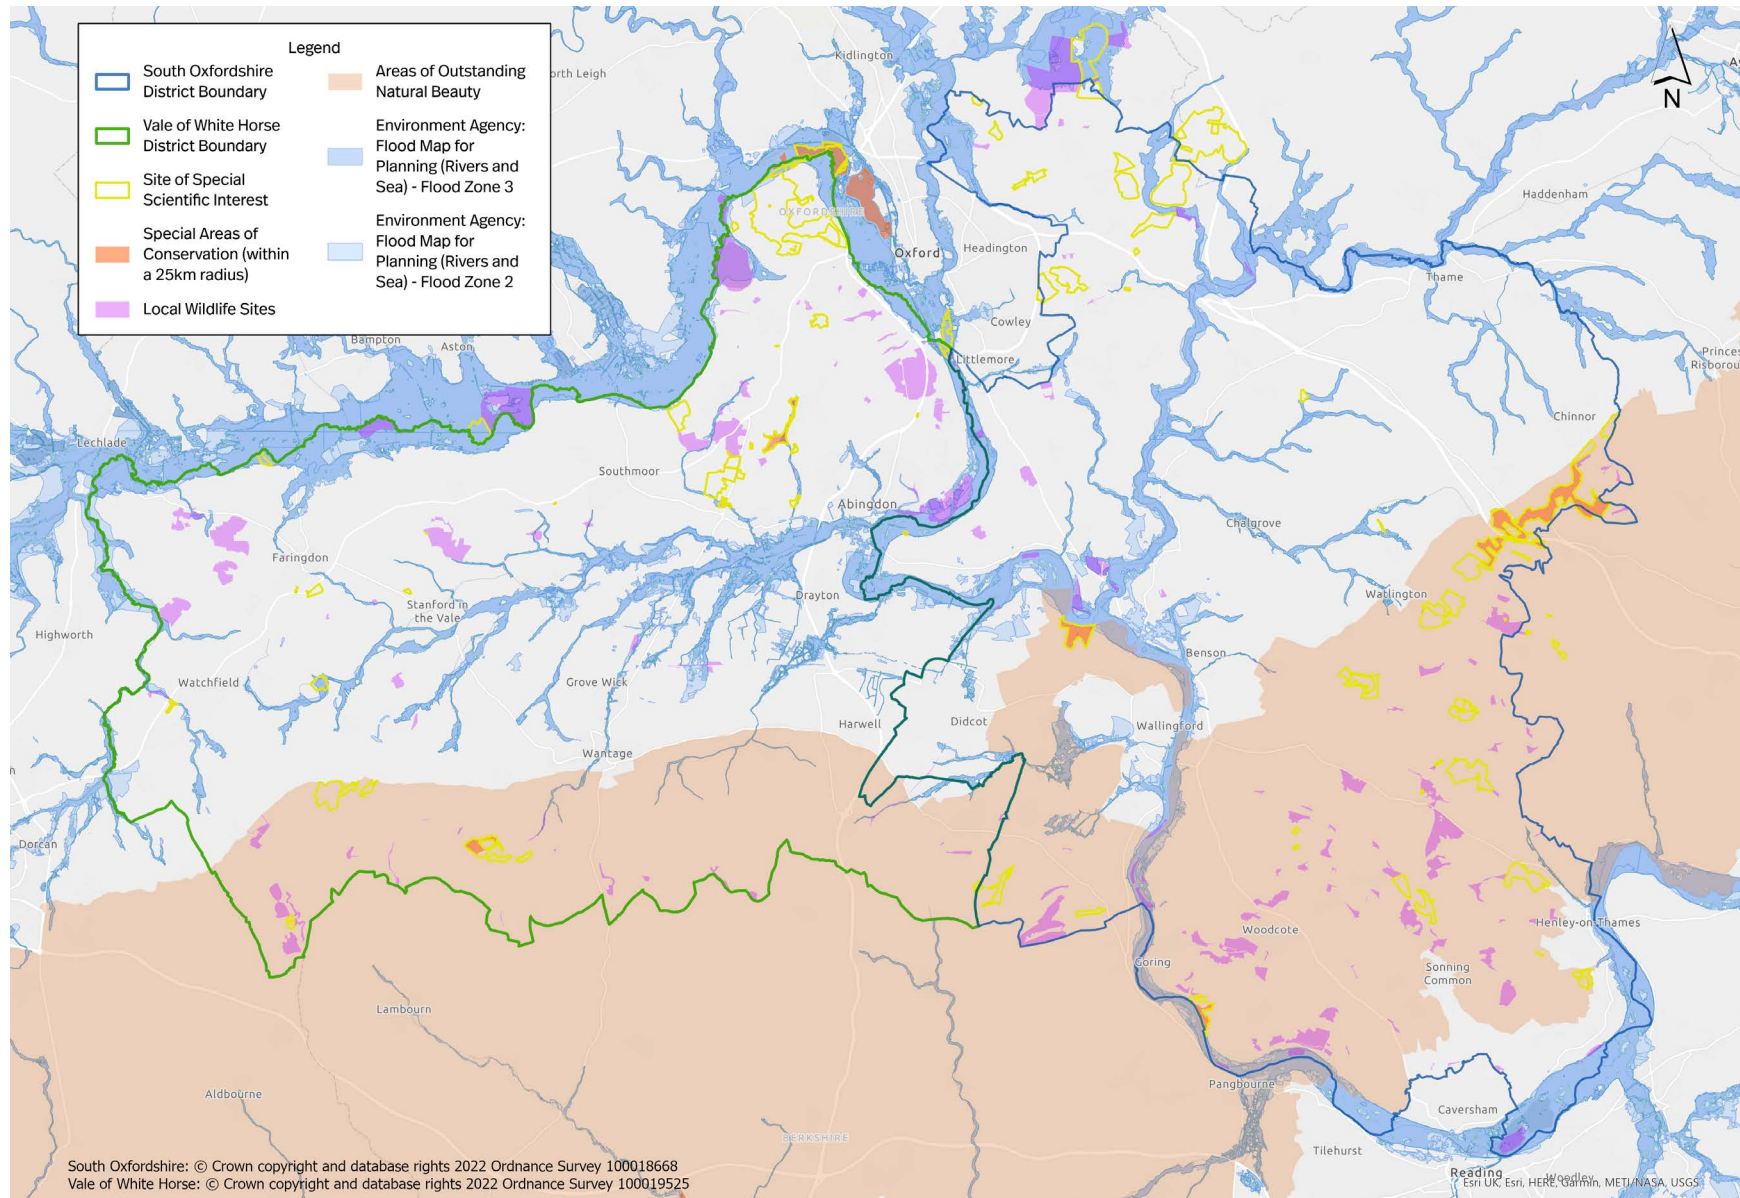 Legend
South Oxfordshire
District Boundary
Vale of White Horse
District Boundary
Site of Special
Scientific Interest
Special Areas of
Conservation (within
a 25km radius)
Local Wildlife Sites
Areas of Outstanding
Natural Beauty
Environment Agency:
Flood Map for
Planning (Rivers and
Sea) - Flood Zone 3
Environment Agency:
Flood Map for
Planning (Rivers and
Sea) - Flood Zone 2
Kidlington
orth Leigh
N
Haddenham
OXFORDSHIRE
Oxford
Headington
Thame
Cowley
Bampton
Aston
Littlemore
Princes
Risborou
Chinnor
Lechlade
Southmoor
Abingdon
Chalgrove
Faringdon
Drayton
Watlington
Stanford in
the Vale
Highworth
Benson
Watchfield
Grove Wick
Harwell
Didcot
Wallingford
Wantage
Dorcan
Henley-on-Thames
Woodcote
Goring
Sonning
Common
Lambourn
Pangbourne
Aldbourne
Caversham
BERKSHIRE
Tilehurst
Reading
Woodley
South Oxfordshire: © Crown copyright and database rights 2022 Ordnance Survey 100018668
Vale of White Horse: © Crown copyright and database rights 2022 Ordnance Survey 100019525
Esri UK, Esri, HERE, Garmin, METI/NASA, USGS